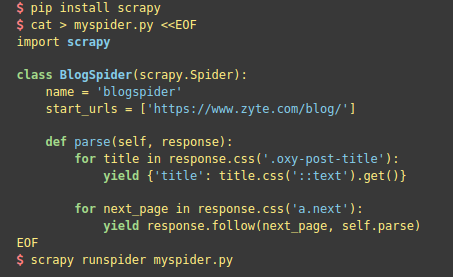 $ pip install scrapy
$ cat > myspider.py <<EOF
import scrapy

class BlogSpider(scrapy.Spider):
    name = 'blogspider'
    start_urls = ['https://www.zyte.com/blog/']

    def parse(self, response):
        for title in response.css('.oxy-post-title'):
            yield {'title': title.css('::text').get()}

        for next_page in response.css('a.next'):
            yield response.follow(next_page, self.parse)
EOF
$ scrapy runspider myspider.py